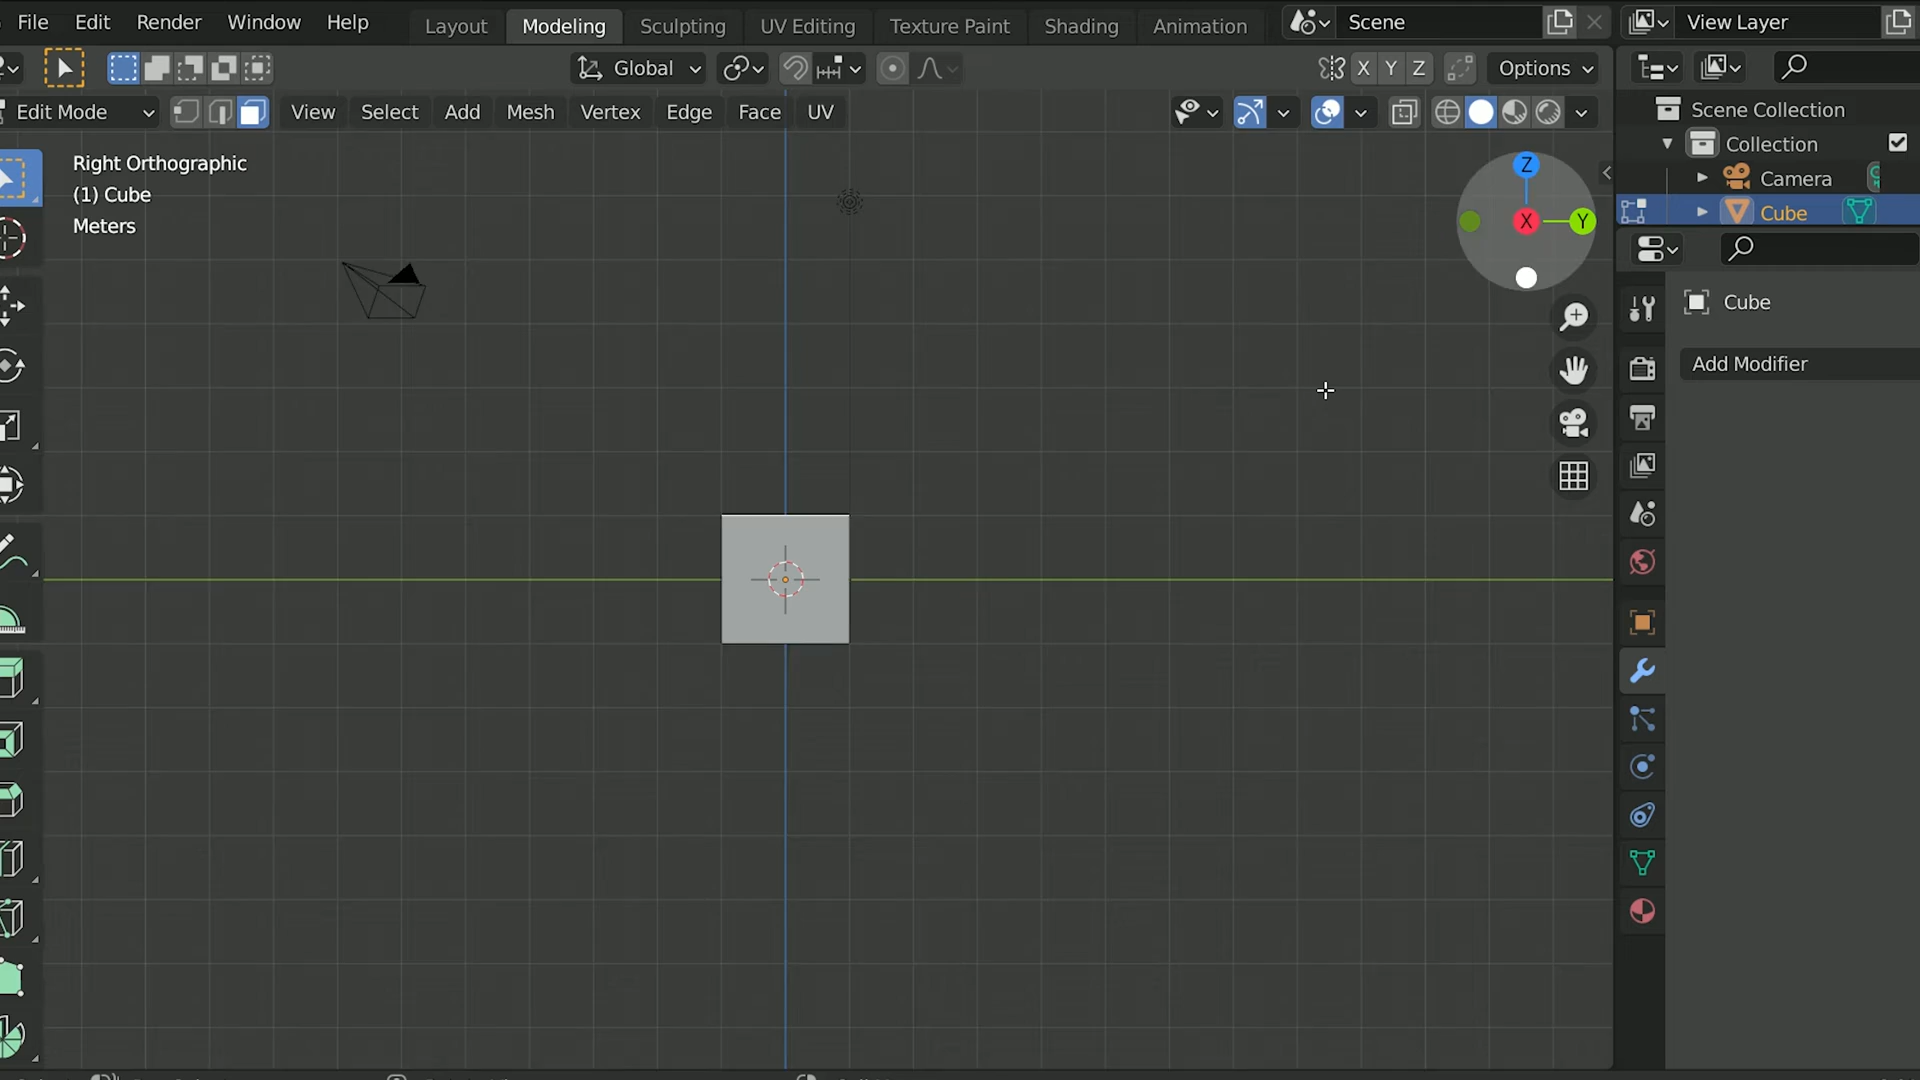 File Edit Render Window Help Layout Modeling Sculpting UV Editing Texture Paint Shading Animation Scene View Layer
Global X Y Z Options
Edit Mode View Select Add Mesh Vertex Edge Face UV
Scene Collection
Collection
Camera
Cube
Right Orthographic
(1) Cube
Meters
Z
X Y
Cube
Add Modifier